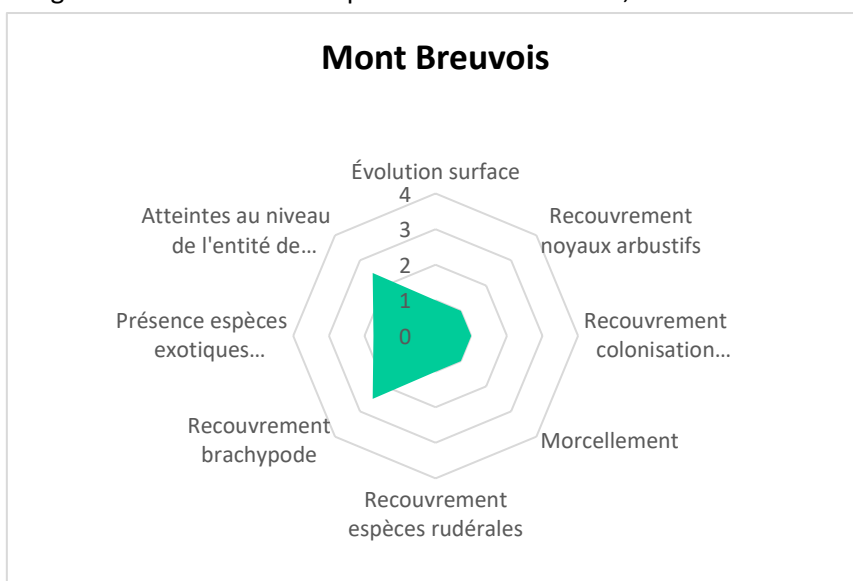 Mont Breuvois
Évolution surface
4
3
2
1
0
Recouvrement
noyaux arbustifs
Recouvrement
colonisation...
Morcellement
Recouvrement
espèces rudérales
Recouvrement
brachypode
Présence espèces
exotiques...
Atteintes au niveau
de l'entité de...